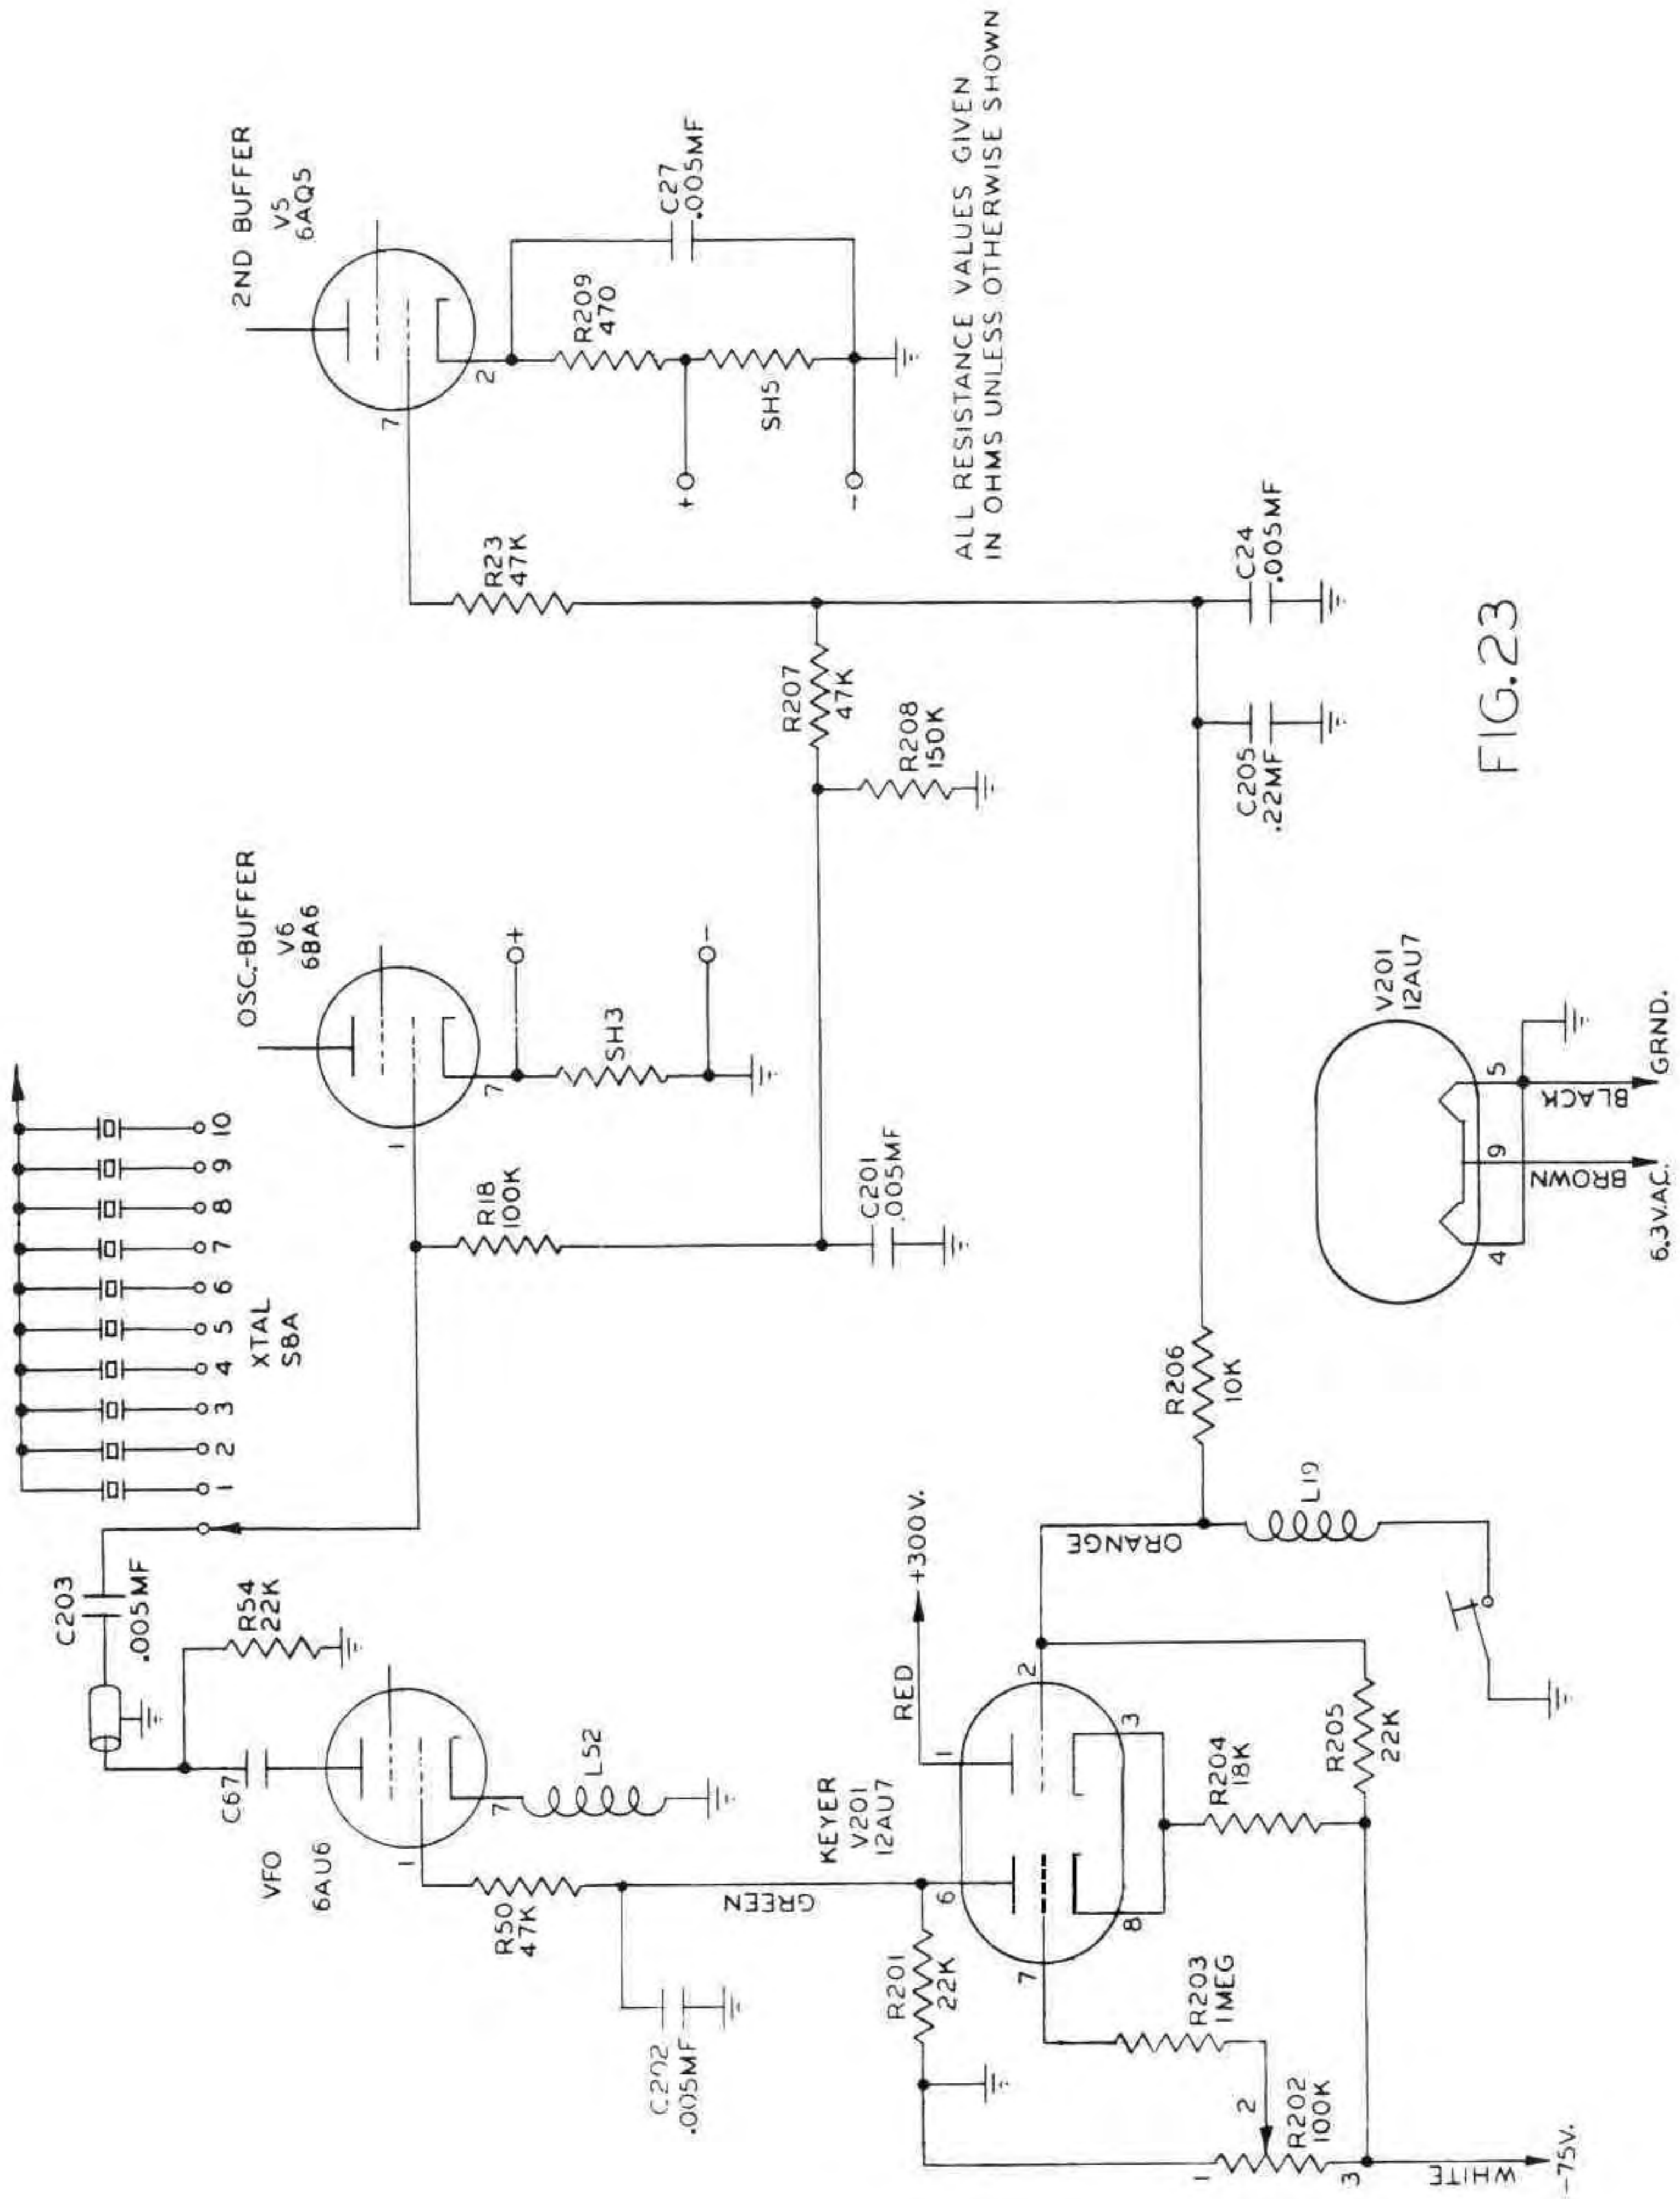 C203
.005MF
R54
22K
C67
VFO
6AU6
1
7
L52
R50
47K
C202
.005MF
GREEN
1
2
3
4
5
6
7
8
9
10
XTAL
S8A
OSC.-BUFFER
V6
6BA6
1
7
O+
O-
SH3
R18
100K
C201
.005MF
2ND BUFFER
V5
6AQ5
7
2
R209
470
C27
.005MF
+O
-O
SH5
R23
47K
R207
47K
R208
150K
ALL RESISTANCE VALUES GIVEN
IN OHMS UNLESS OTHERWISE SHOWN
C205
.22MF
C24
.005MF
R206
10K
L19
ORANGE
RED
+300V.
KEYER
V201
12AU7
6
1
7
2
8
3
R201
22K
R203
1MEG
R204
18K
R205
22K
1
2
3
R202
100K
WHITE
-75V.
V201
12AU7
4
9
5
BROWN
BLACK
6.3V.AC.
GRND.
FIG.23